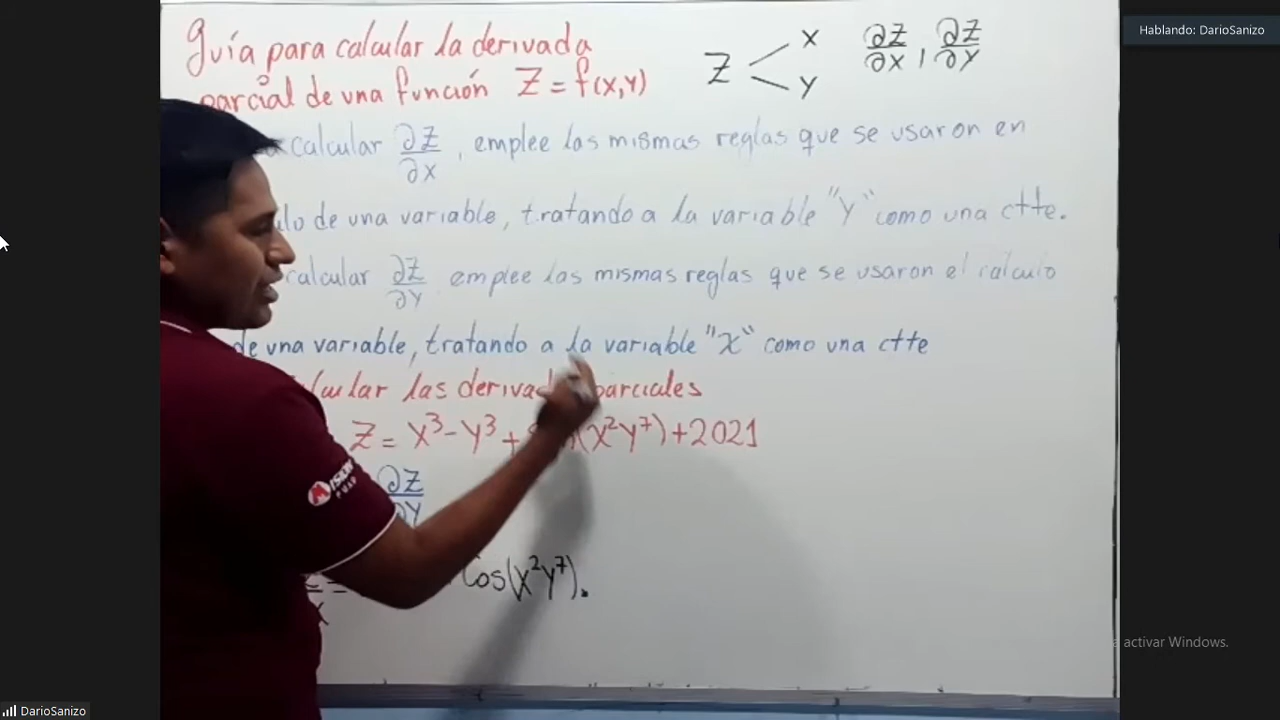 Guía para calcular la derivada
parcial de una función Z = f(x,y)
Z x y ∂Z/∂x , ∂Z/∂y
calcular ∂Z/∂x , emplee las mismas reglas que se usaron en
de una variable, tratando a la variable "Y" como una ctte.
calcular ∂Z/∂y emplee las mismas reglas que se usaron el calculo
de una variable, tratando a la variable "X" como una ctte
las parciales
Z = x³ - y³ + (x²y⁷) + 2021
∂Z/∂y
Cos(x²y⁷).
Hablando: DarioSanizo
activar Windows.
DarioSanizo